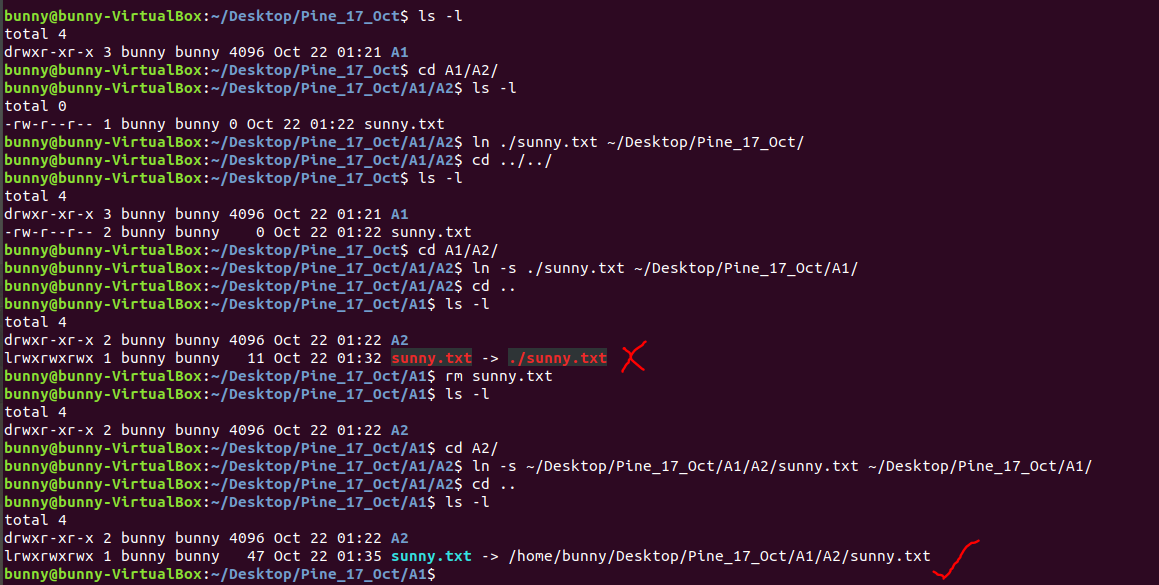 bunny@bunny-VirtualBox:~/Desktop/Pine_17_Oct$ ls -l
total 4
drwxr-xr-x 3 bunny bunny 4096 Oct 22 01:21 A1
bunny@bunny-VirtualBox:~/Desktop/Pine_17_Oct$ cd A1/A2/
bunny@bunny-VirtualBox:~/Desktop/Pine_17_Oct/A1/A2$ ls -l
total 0
-rw-r--r-- 1 bunny bunny 0 Oct 22 01:22 sunny.txt
bunny@bunny-VirtualBox:~/Desktop/Pine_17_Oct/A1/A2$ ln ./sunny.txt ~/Desktop/Pine_17_Oct/
bunny@bunny-VirtualBox:~/Desktop/Pine_17_Oct/A1/A2$ cd ../../
bunny@bunny-VirtualBox:~/Desktop/Pine_17_Oct$ ls -l
total 4
drwxr-xr-x 3 bunny bunny 4096 Oct 22 01:21 A1
-rw-r--r-- 2 bunny bunny    0 Oct 22 01:22 sunny.txt
bunny@bunny-VirtualBox:~/Desktop/Pine_17_Oct$ cd A1/A2/
bunny@bunny-VirtualBox:~/Desktop/Pine_17_Oct/A1/A2$ ln -s ./sunny.txt ~/Desktop/Pine_17_Oct/A1/
bunny@bunny-VirtualBox:~/Desktop/Pine_17_Oct/A1/A2$ cd ..
bunny@bunny-VirtualBox:~/Desktop/Pine_17_Oct/A1$ ls -l
total 4
drwxr-xr-x 2 bunny bunny 4096 Oct 22 01:22 A2
lrwxrwxrwx 1 bunny bunny   11 Oct 22 01:32 sunny.txt -> ./sunny.txt
bunny@bunny-VirtualBox:~/Desktop/Pine_17_Oct/A1$ rm sunny.txt
bunny@bunny-VirtualBox:~/Desktop/Pine_17_Oct/A1$ ls -l
total 4
drwxr-xr-x 2 bunny bunny 4096 Oct 22 01:22 A2
bunny@bunny-VirtualBox:~/Desktop/Pine_17_Oct/A1$ cd A2/
bunny@bunny-VirtualBox:~/Desktop/Pine_17_Oct/A1/A2$ ln -s ~/Desktop/Pine_17_Oct/A1/A2/sunny.txt ~/Desktop/Pine_17_Oct/A1/
bunny@bunny-VirtualBox:~/Desktop/Pine_17_Oct/A1/A2$ cd ..
bunny@bunny-VirtualBox:~/Desktop/Pine_17_Oct/A1$ ls -l
total 4
drwxr-xr-x 2 bunny bunny 4096 Oct 22 01:22 A2
lrwxrwxrwx 1 bunny bunny   47 Oct 22 01:35 sunny.txt -> /home/bunny/Desktop/Pine_17_Oct/A1/A2/sunny.txt
bunny@bunny-VirtualBox:~/Desktop/Pine_17_Oct/A1$